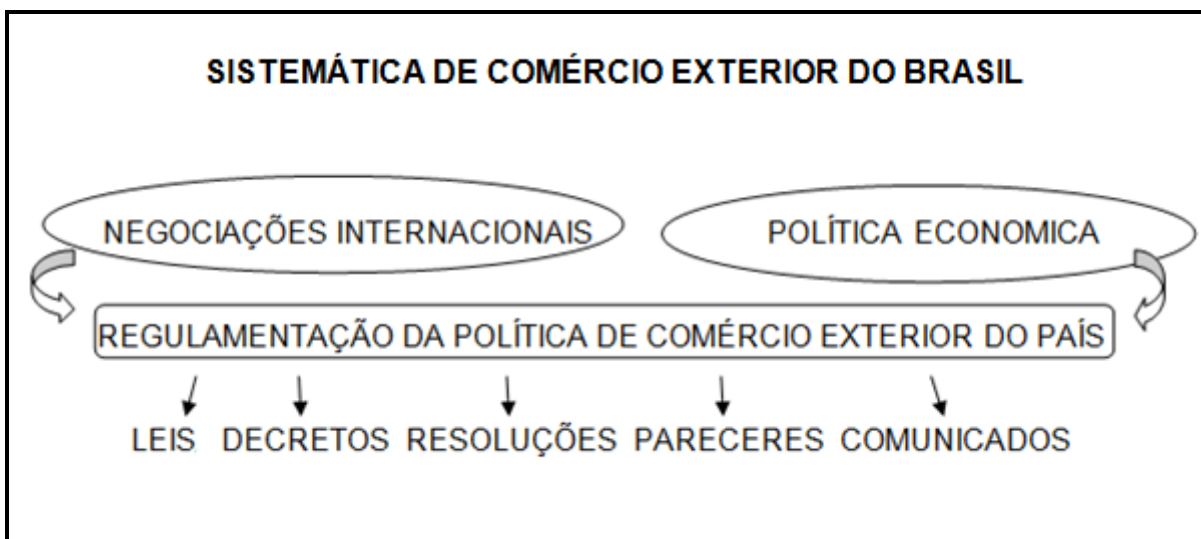 SISTEMÁTICA DE COMÉRCIO EXTERIOR DO BRASIL
NEGOCIAÇÕES INTERNACIONAIS POLÍTICA ECONOMICA
REGULAMENTAÇÃO DA POLÍTICA DE COMÉRCIO EXTERIOR DO PAÍS
LEIS DECRETOS RESOLUÇÕES PARECERES COMUNICADOS